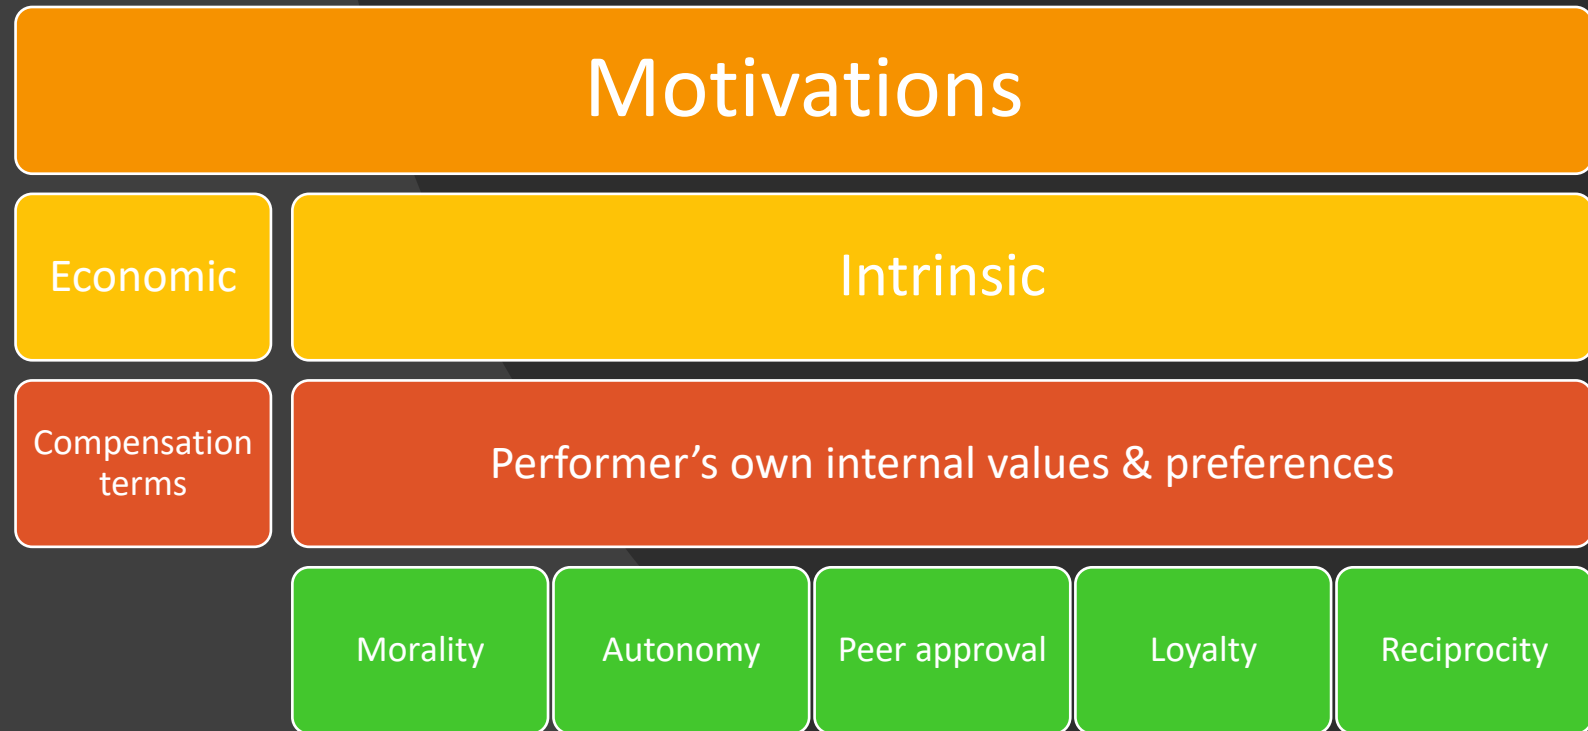 Motivations
Economic
Intrinsic
Compensation
terms
Performer’s own internal values & preferences
Morality
Autonomy
Peer approval
Loyalty
Reciprocity